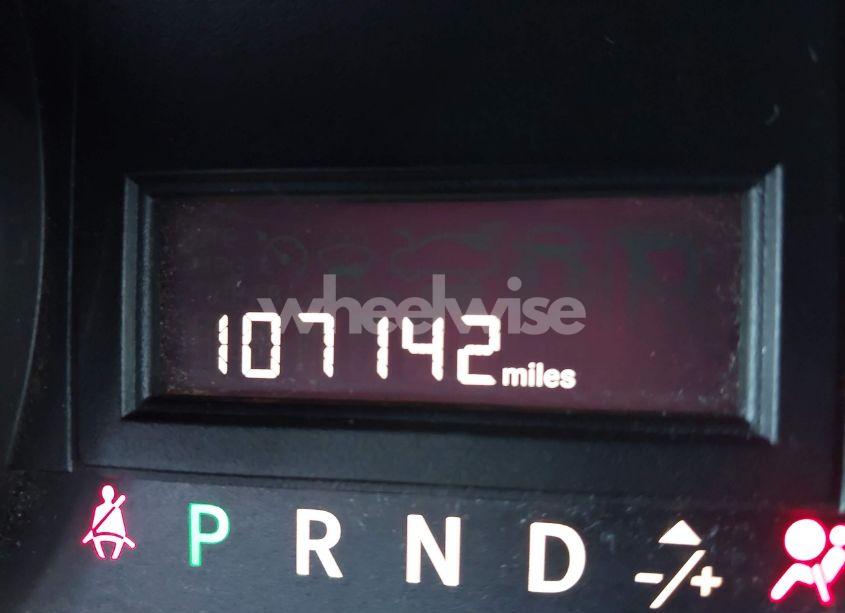 wheelwise
107142 miles
P R N D -/+